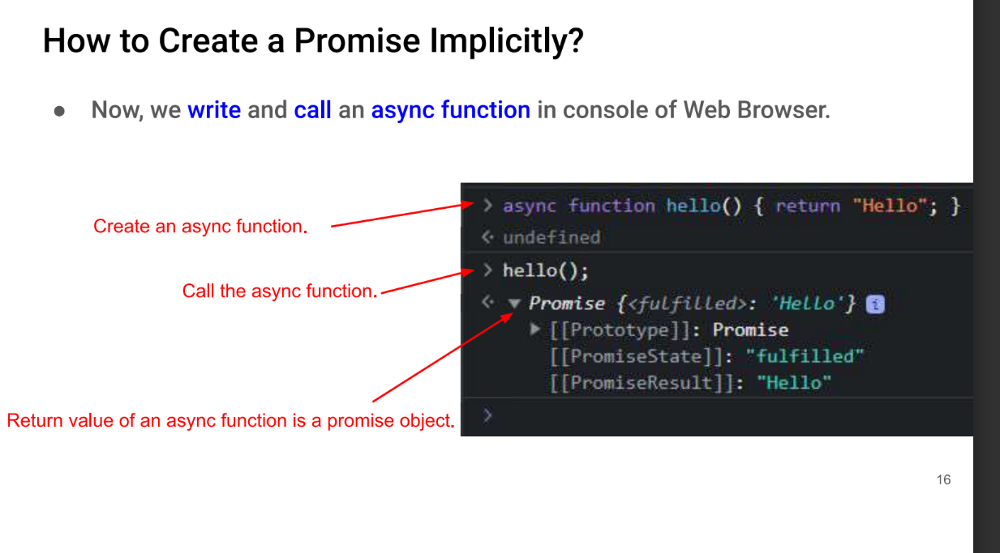 How to Create a Promise Implicitly?
● Now, we write and call an async function in console of Web Browser.
Create an async function.
> async function hello() { return "Hello"; }
<· undefined
Call the async function.
> hello();
<· ▼ Promise {<fulfilled>: 'Hello'} i
▶ [[Prototype]]: Promise
[[PromiseState]]: "fulfilled"
[[PromiseResult]]: "Hello"
Return value of an async function is a promise object.
>
16